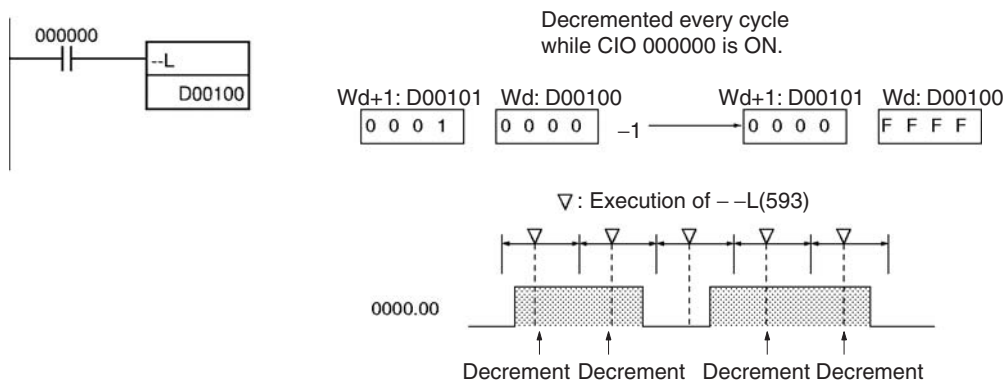 000000
--L
D00100
Decremented every cycle
while CIO 000000 is ON.
Wd+1: D00101 Wd: D00100 Wd+1: D00101 Wd: D00100
0 0 0 1 0 0 0 0 –1 0 0 0 0 F F F F
: Execution of – –L(593)
0000.00
Decrement Decrement Decrement Decrement